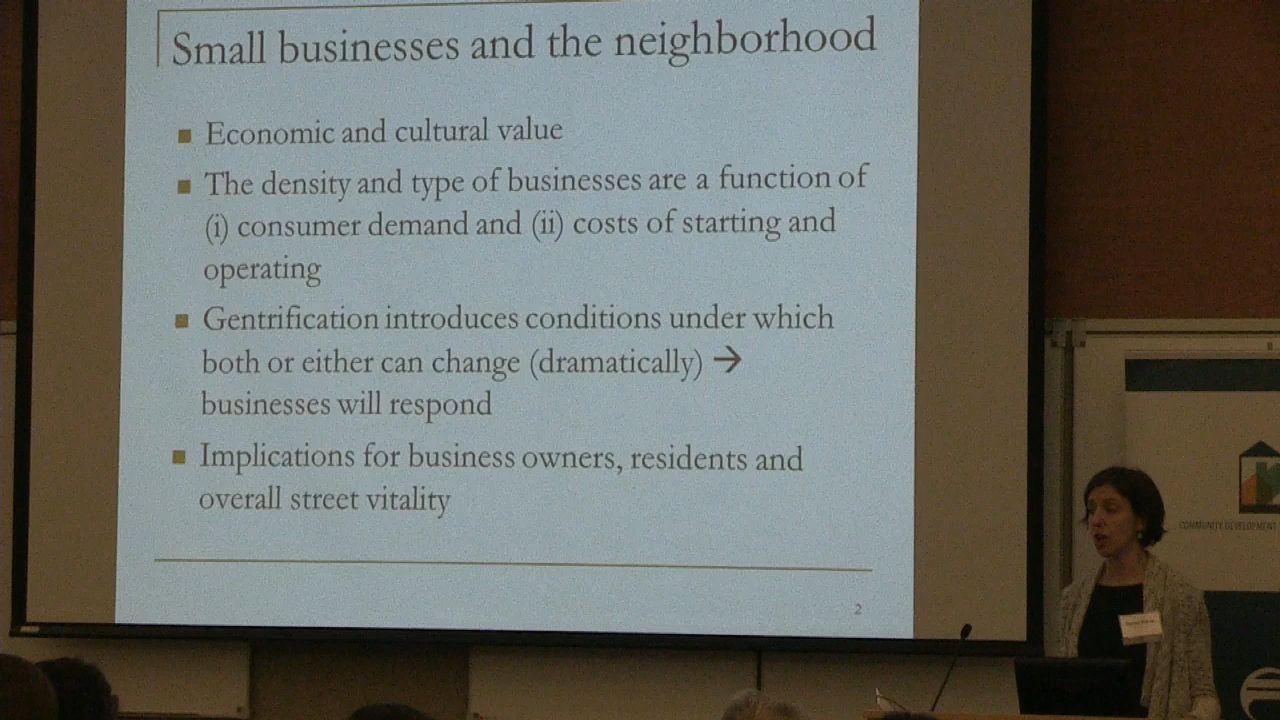 Small businesses and the neighborhood
Economic and cultural value
The density and type of businesses are a function of
(i) consumer demand and (ii) costs of starting and
operating
Gentrification introduces conditions under which
both or either can change (dramatically) →
businesses will respond
Implications for business owners, residents and
overall street vitality
2
COMMUNITY DEVELOPMENT